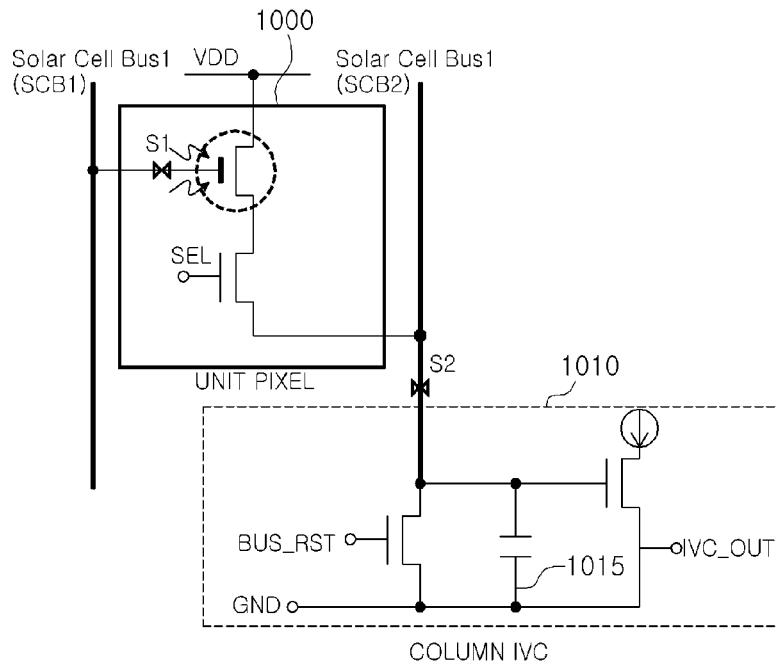 1000
Solar Cell Bus1
(SCB1)
VDD
Solar Cell Bus1
(SCB2)
S1
SEL
UNIT PIXEL
S2
1010
BUS_RST
1015
IVC_OUT
GND
COLUMN IVC